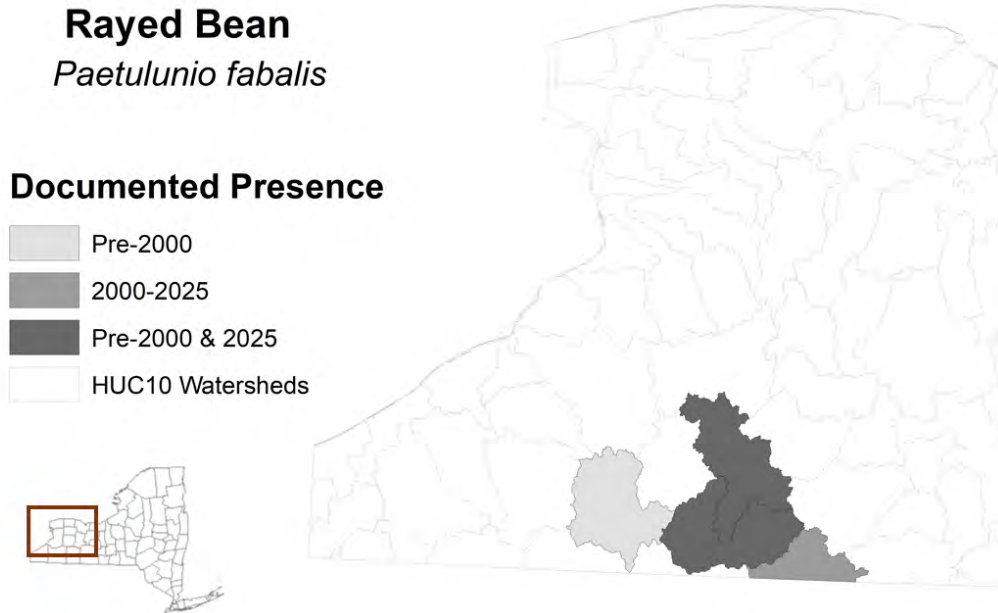 Rayed Bean
Paetulunio fabalis
Documented Presence
Pre-2000
2000-2025
Pre-2000 & 2025
HUC10 Watersheds